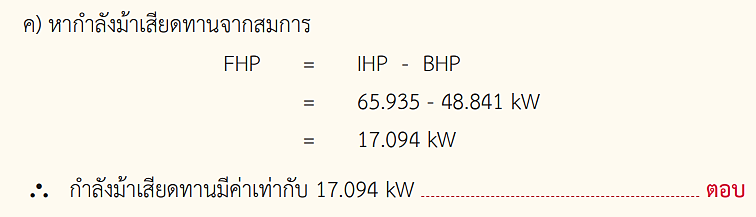 ค) หากำลังม้าเสียดทานจากสมการ
FHP = IHP - BHP
= 65.935 - 48.841 kW
= 17.094 kW
∴ กำลังม้าเสียดทานมีค่าเท่ากับ 17.094 kW ตอบ